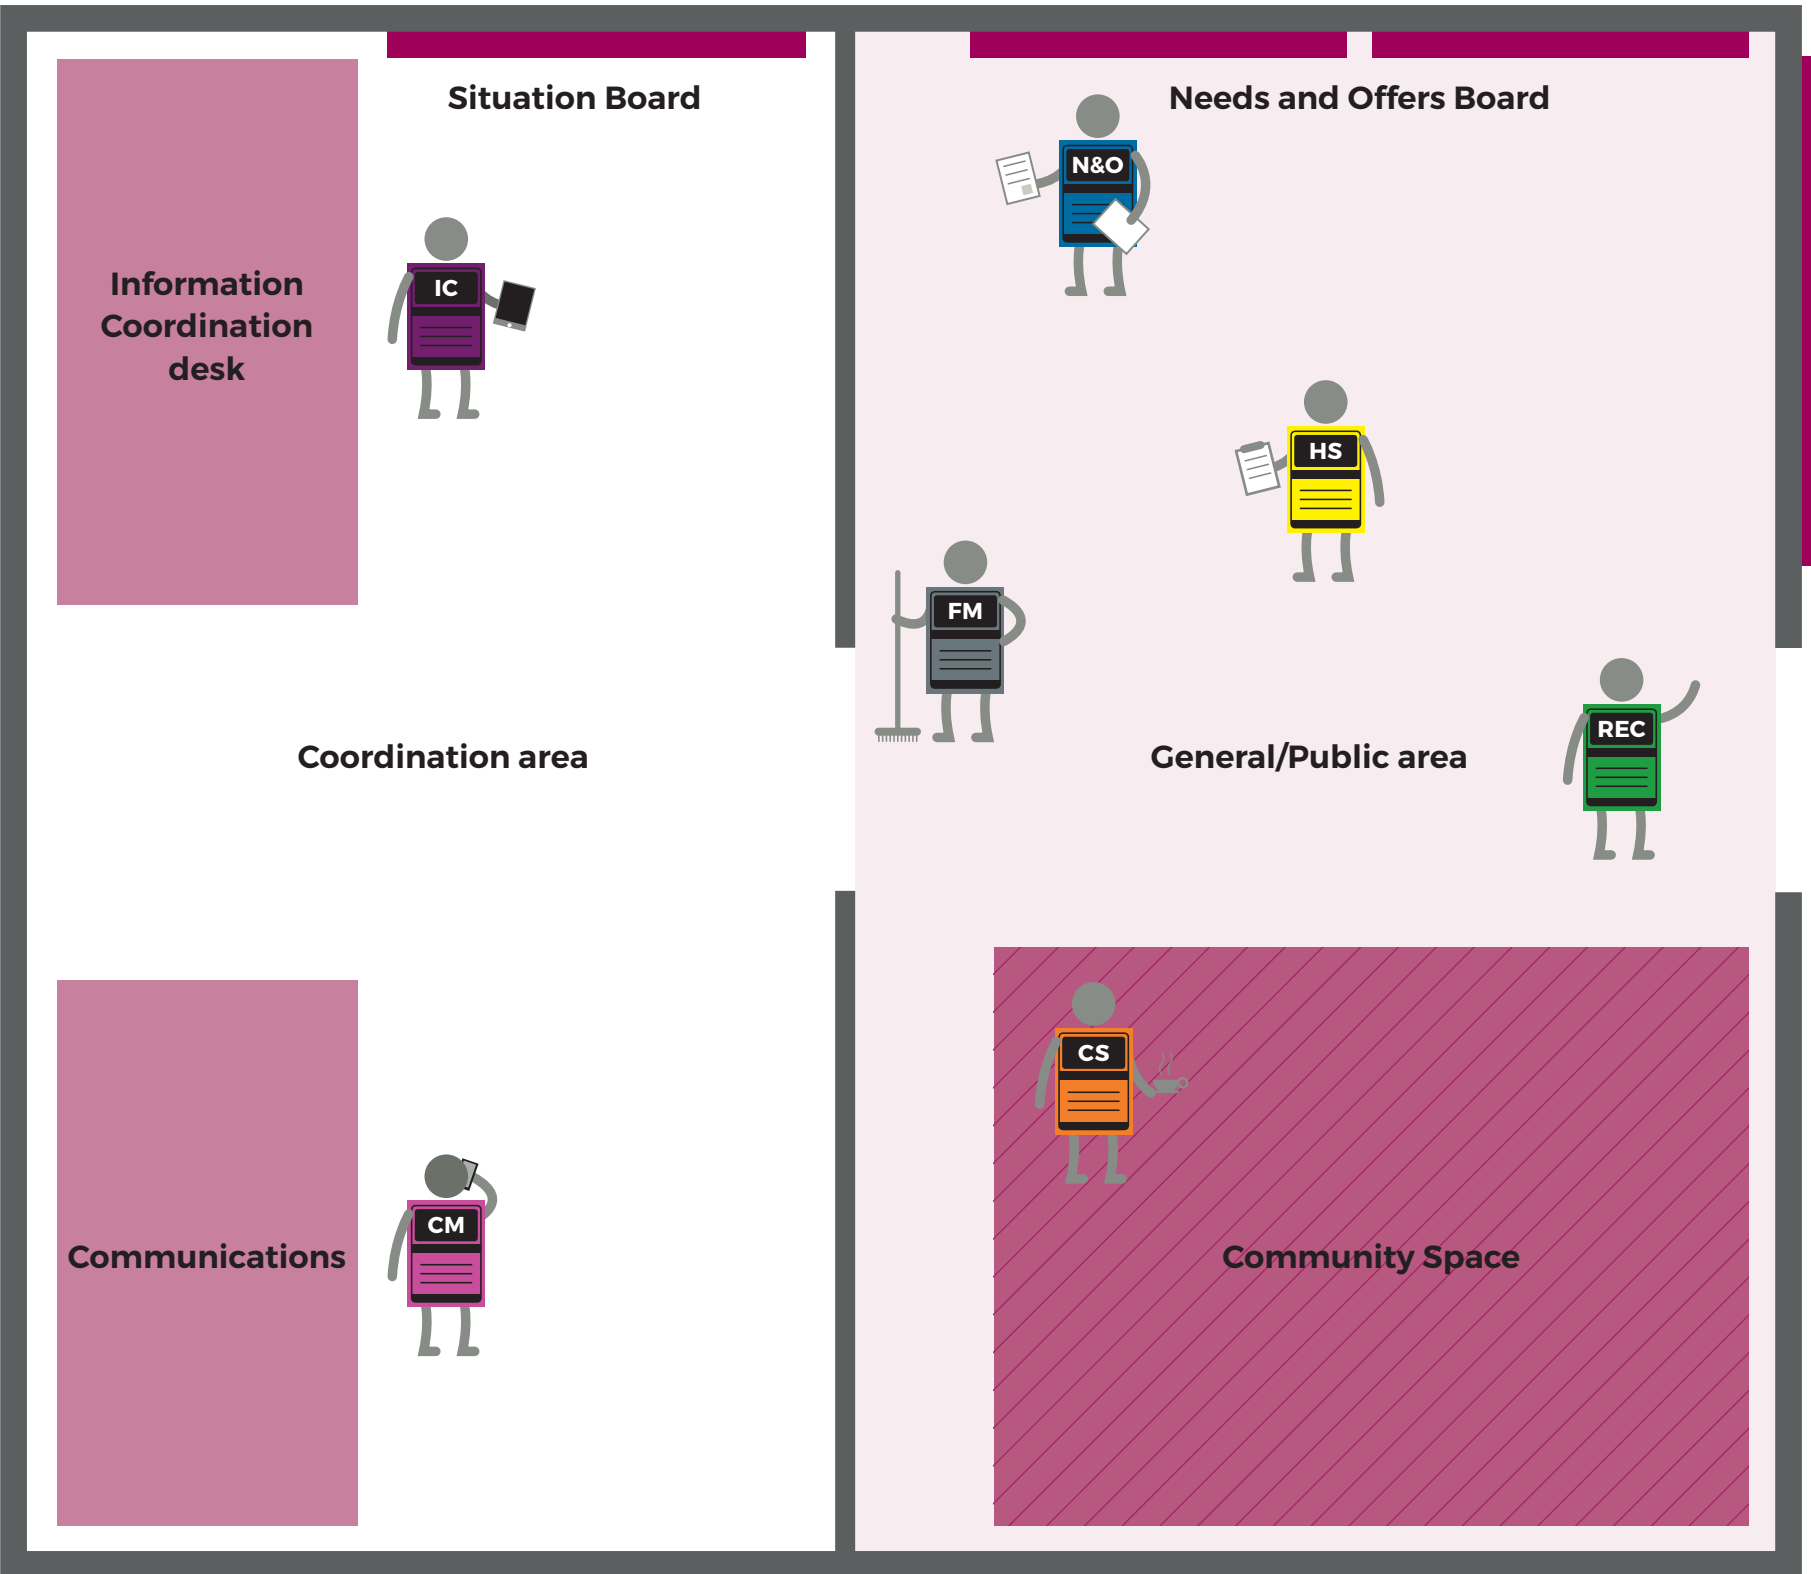 Situation Board
Needs and Offers Board
N&O
Information
Coordination
desk
IC
HS
FM
REC
Coordination area
General/Public area
CS
CM
Communications
Community Space